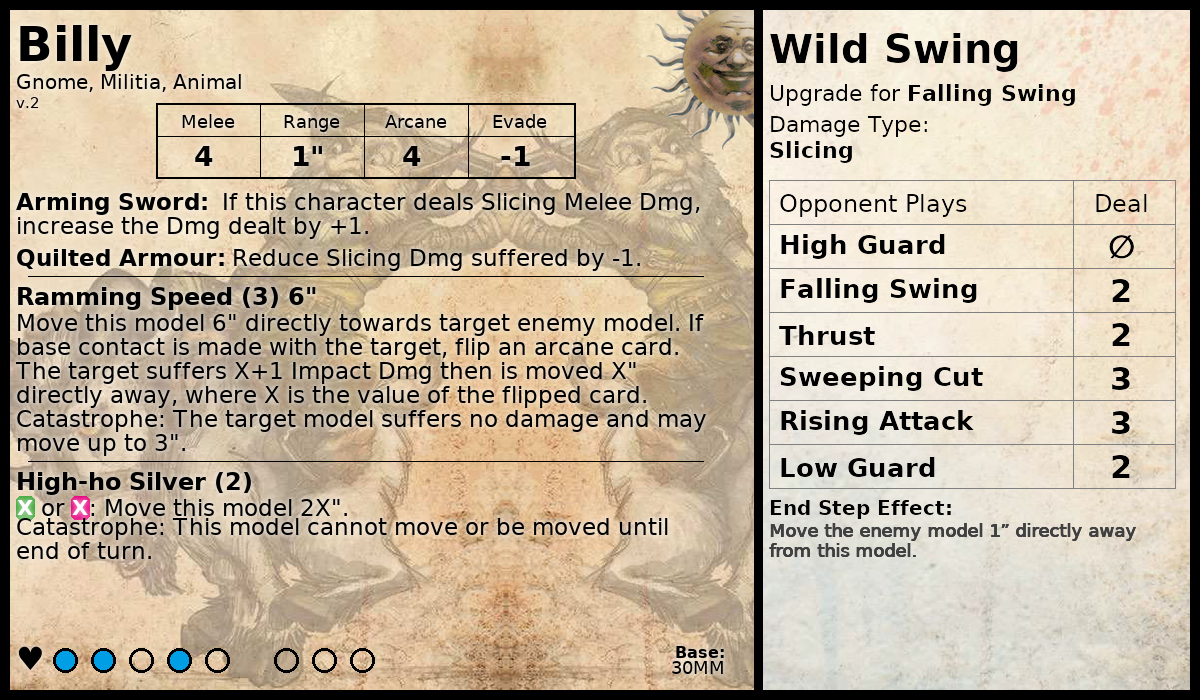 Billy
Gnome, Militia, Animal
v.2
Melee Range Arcane Evade
4 1" 4 -1
Arming Sword: If this character deals Slicing Melee Dmg,
increase the Dmg dealt by +1.
Quilted Armour: Reduce Slicing Dmg suffered by -1.
Ramming Speed (3) 6"
Move this model 6" directly towards target enemy model. If
base contact is made with the target, flip an arcane card.
The target suffers X+1 Impact Dmg then is moved X"
directly away, where X is the value of the flipped card.
Catastrophe: The target model suffers no damage and may
move up to 3".
High-ho Silver (2)
X or X: Move this model 2X".
Catastrophe: This model cannot move or be moved until
end of turn.
Base:
30MM
Wild Swing
Upgrade for Falling Swing
Damage Type:
Slicing
Opponent Plays Deal
High Guard ∅
Falling Swing 2
Thrust 2
Sweeping Cut 3
Rising Attack 3
Low Guard 2
End Step Effect:
Move the enemy model 1” directly away
from this model.